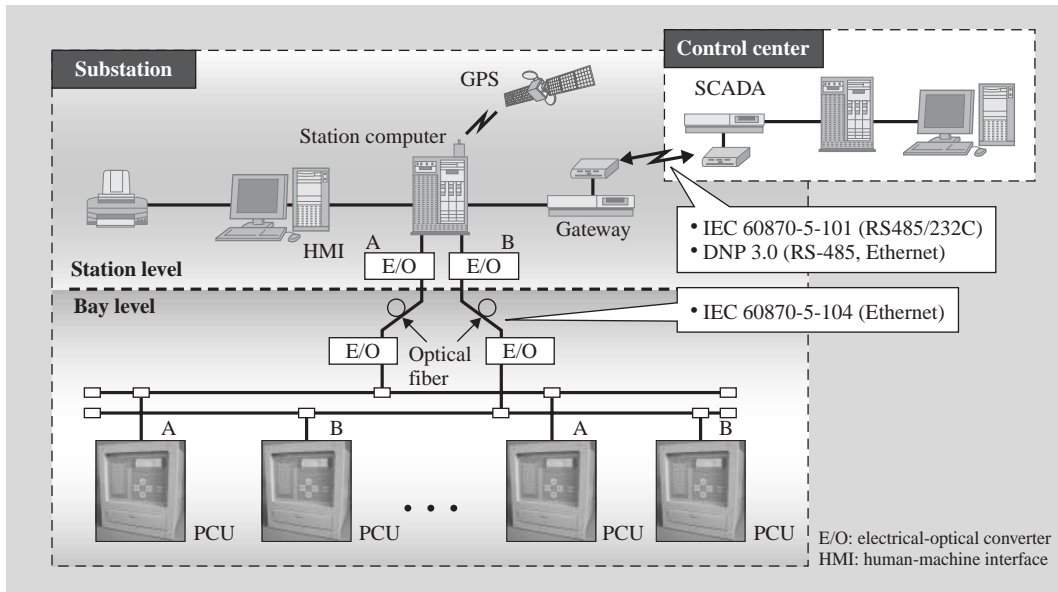 Substation
Control center
GPS
SCADA
Station computer
HMI
A
B
Gateway
E/O
E/O
• IEC 60870-5-101 (RS485/232C)
• DNP 3.0 (RS-485, Ethernet)
Station level
Bay level
• IEC 60870-5-104 (Ethernet)
E/O
Optical
fiber
E/O
A
B
A
B
PCU
PCU
PCU
PCU
E/O: electrical-optical converter
HMI: human-machine interface